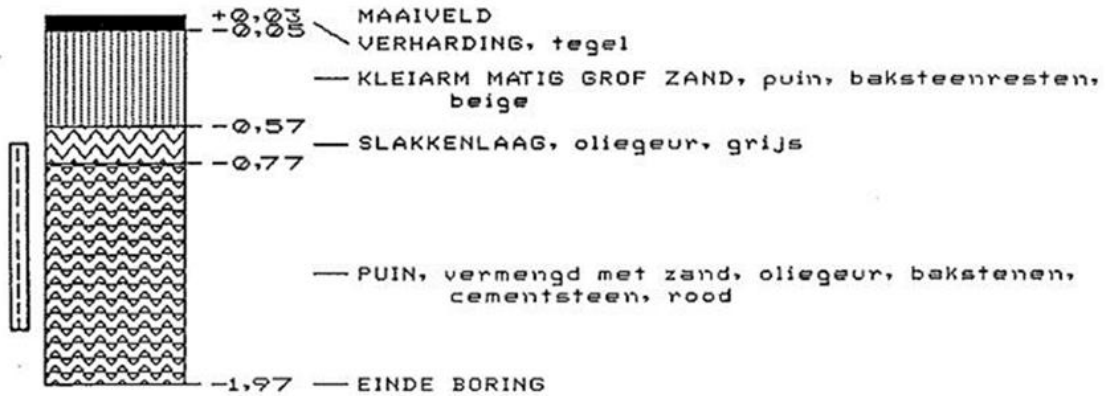 +0,03 MAAIVELD
-0,05 VERHARDING, tegel
KLEIARM MATIG GROF ZAND, puin, baksteenresten,
beige
-0,57
SLAKKENLAAG, oliegeur, grijs
-0,77
PUIN, vermengd met zand, oliegeur, bakstenen,
cementsteen, rood
-1,97 EINDE BORING